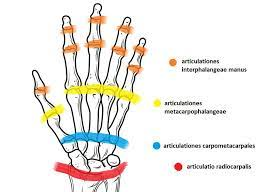 articulationes
interphalangeae manus
articulationes
metacarpophalangeae
articulationes carpometacarpales
articulatio radiocarpalis